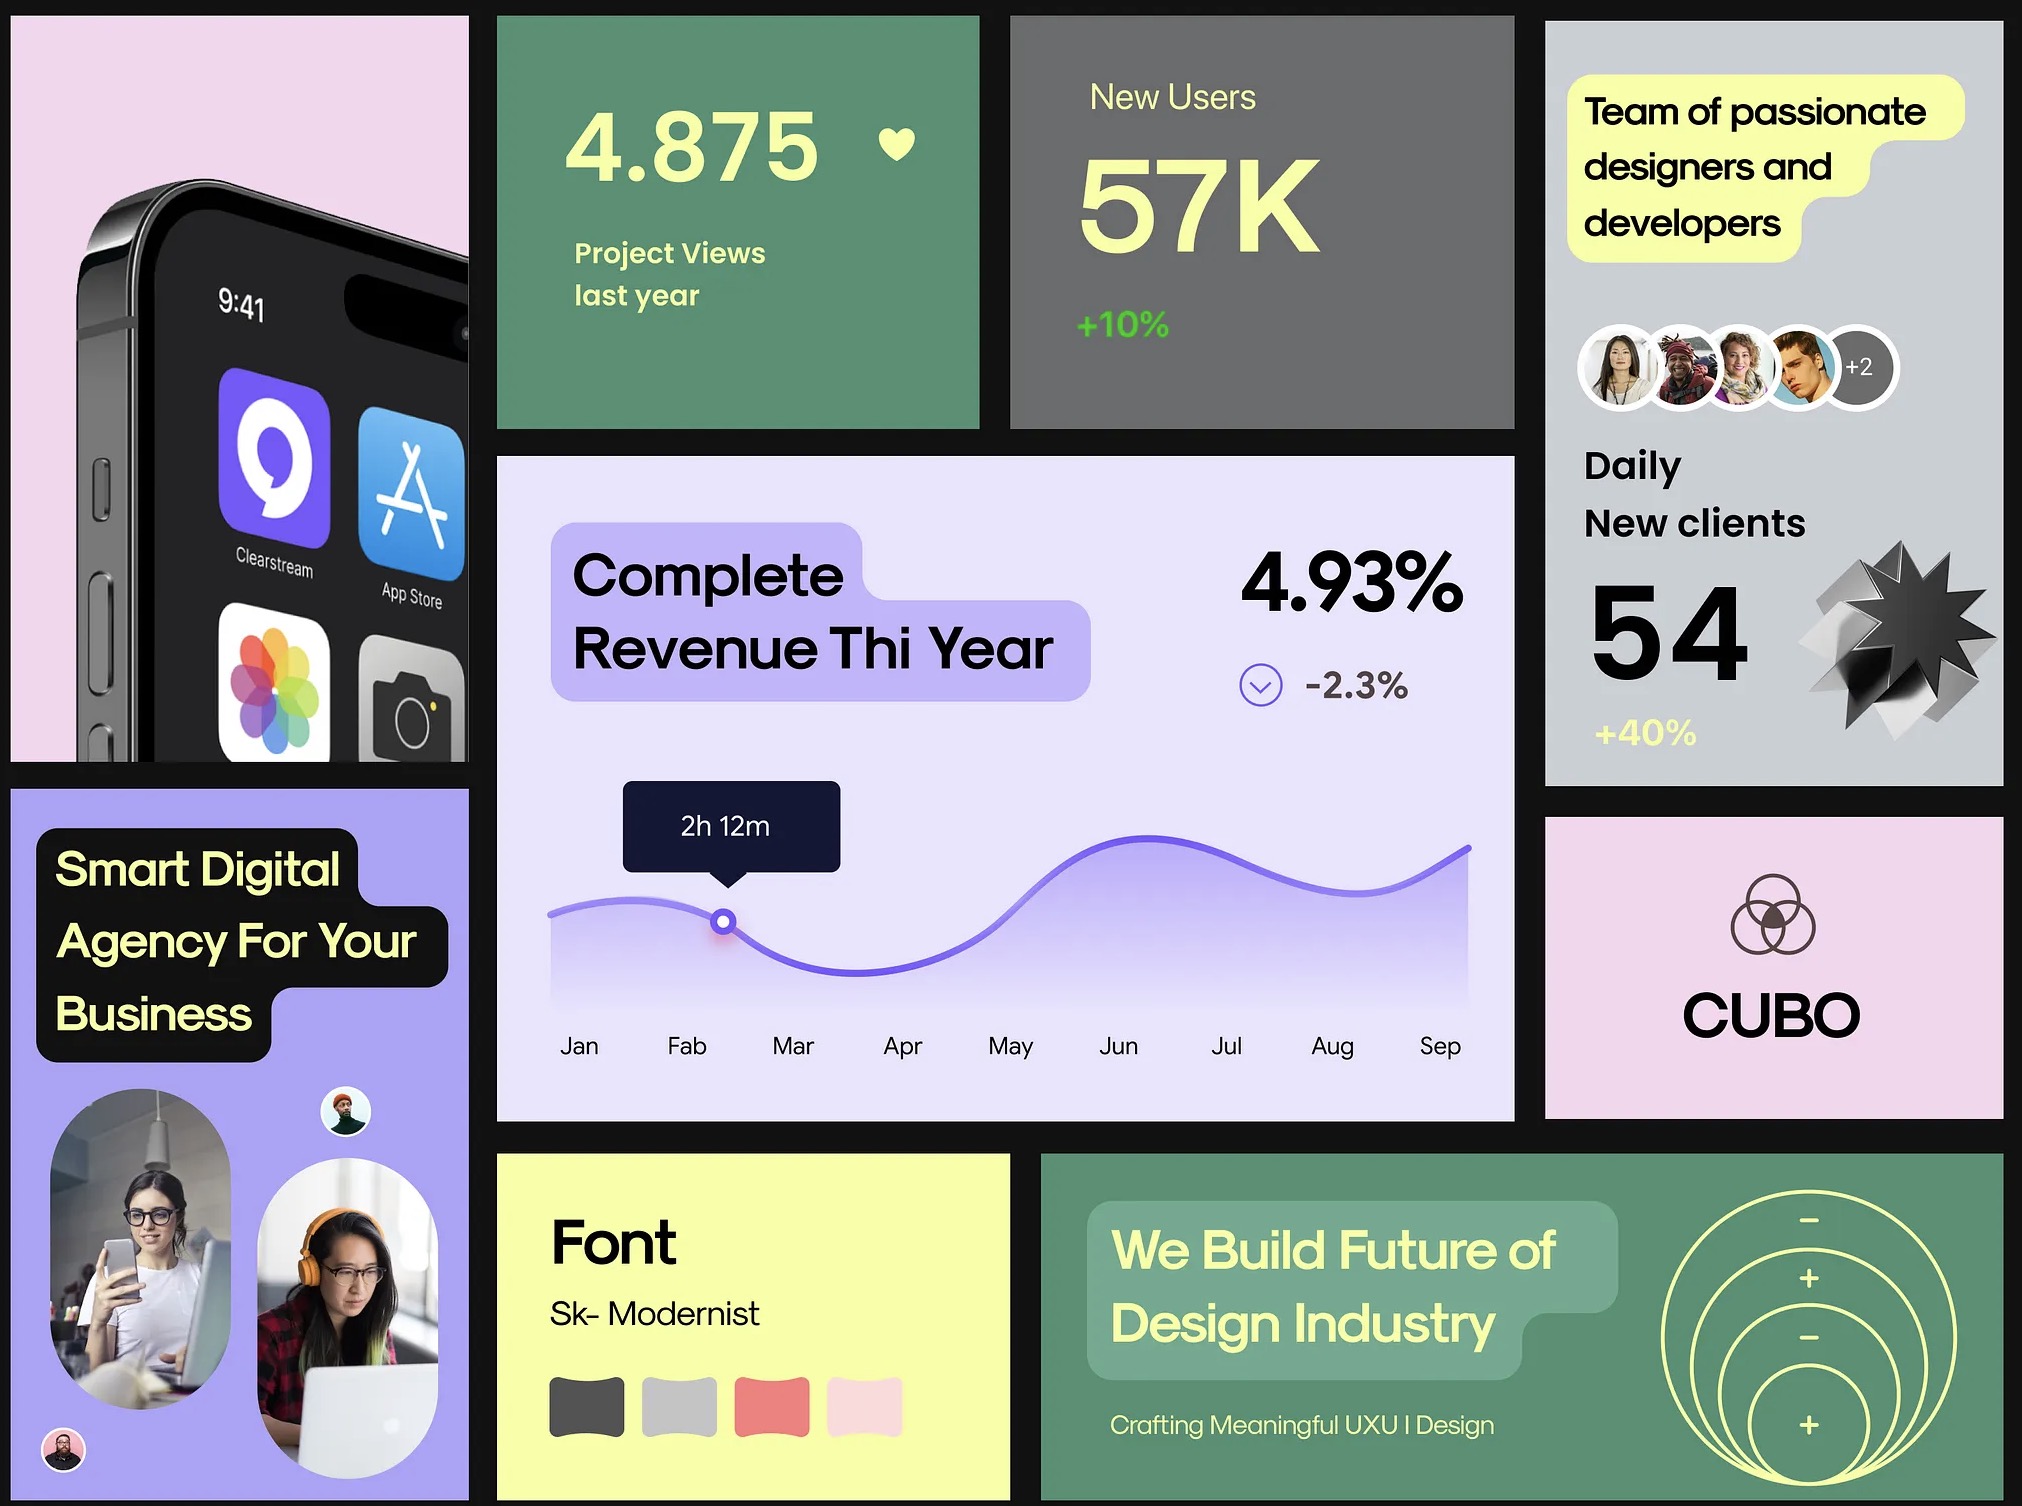 9:41
Clearstream
App Store
4.875
Project Views
last year
New Users
57K
+10%
Team of passionate
designers and
developers
+2
Daily
New clients
54
+40%
Complete
Revenue Thi Year
4.93%
-2.3%
2h 12m
Jan Fab Mar Apr May Jun Jul Aug Sep
Smart Digital
Agency For Your
Business
CUBO
Font
Sk- Modernist
We Build Future of
Design Industry
Crafting Meaningful UXU I Design